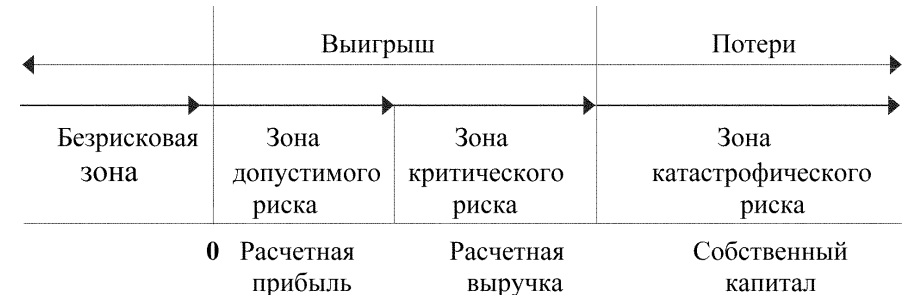 Выигрыш Потери
Безрисковая Зона Зона Зона
зона допустимого критического катастрофического
риска риска риска
0 Расчетная Расчетная Собственный
прибыль выручка капитал